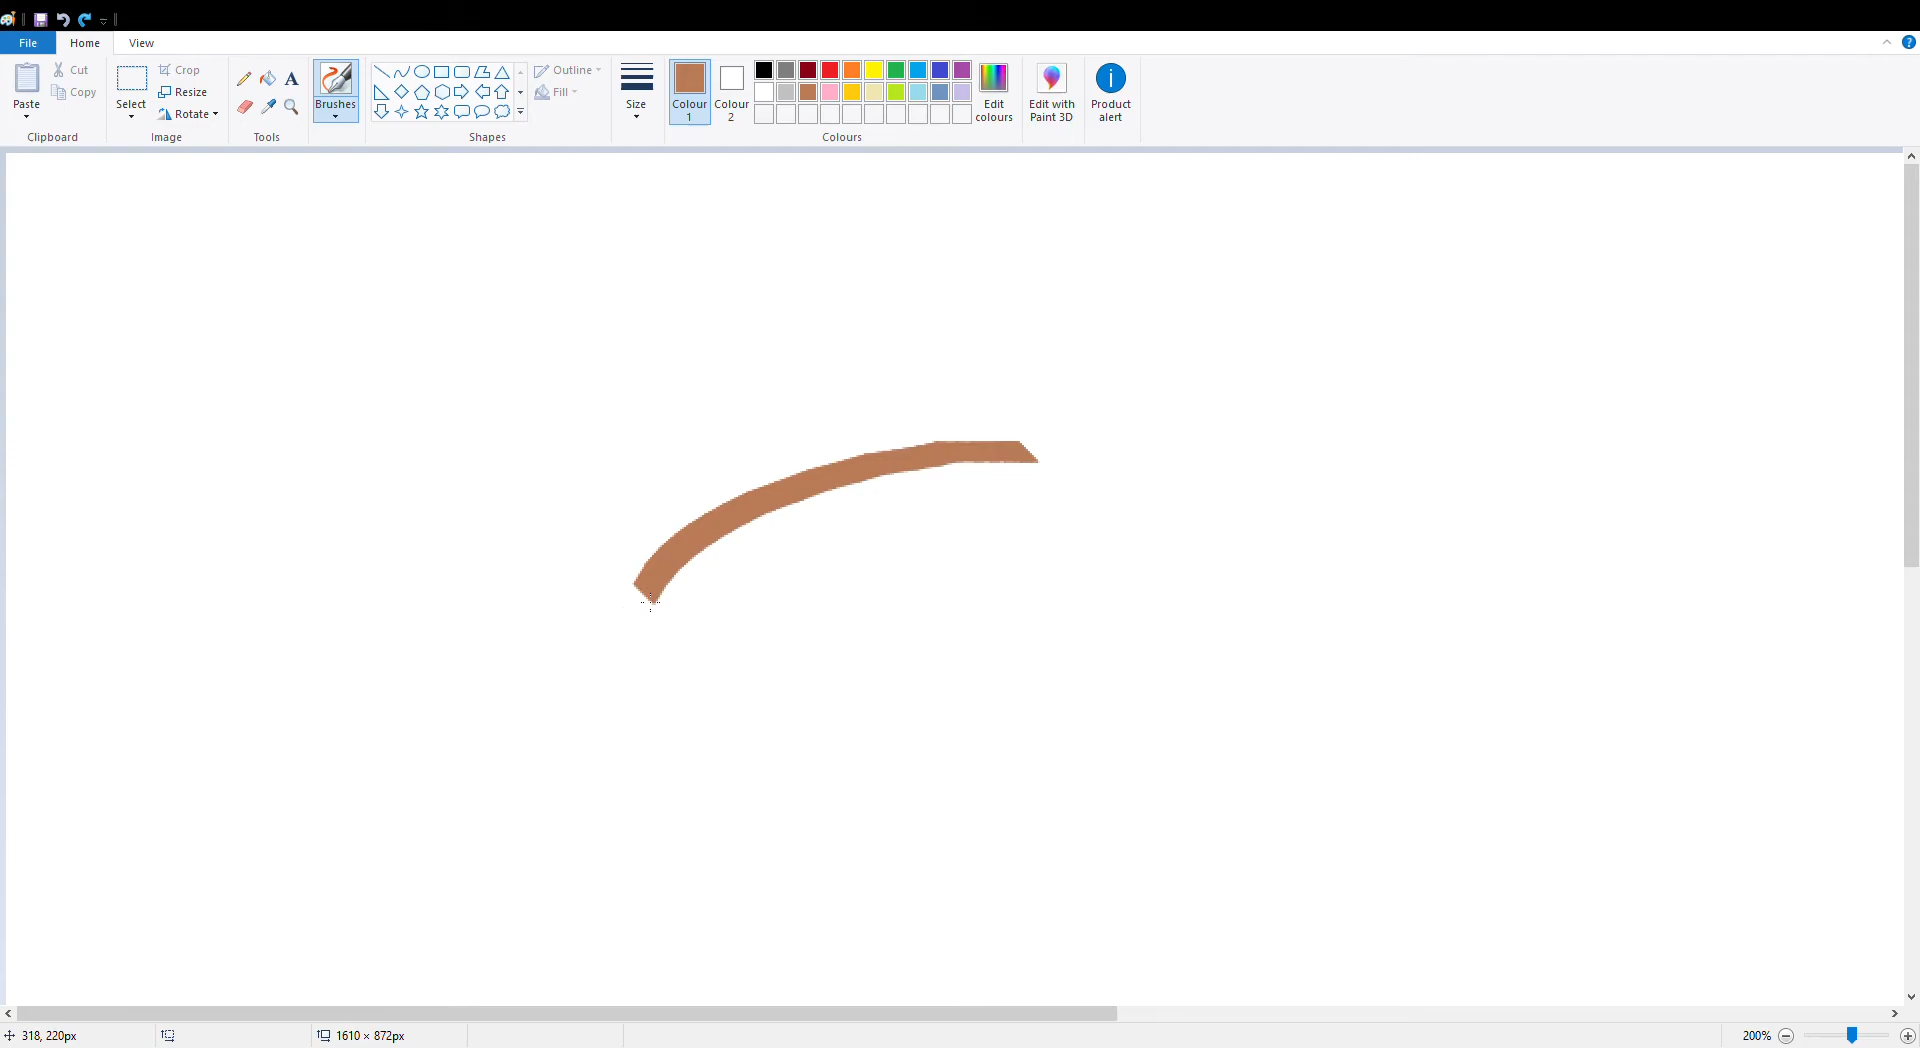 File Home View
Paste
Cut
Copy
Clipboard
Select
Crop
Resize
Rotate
Image
A
Tools
Brushes
Shapes
Outline
Fill
Size
Colour
1
Colour
2
Colours
Edit
colours
Edit with
Paint 3D
Product
alert
318, 220px
1610 × 872px
200%